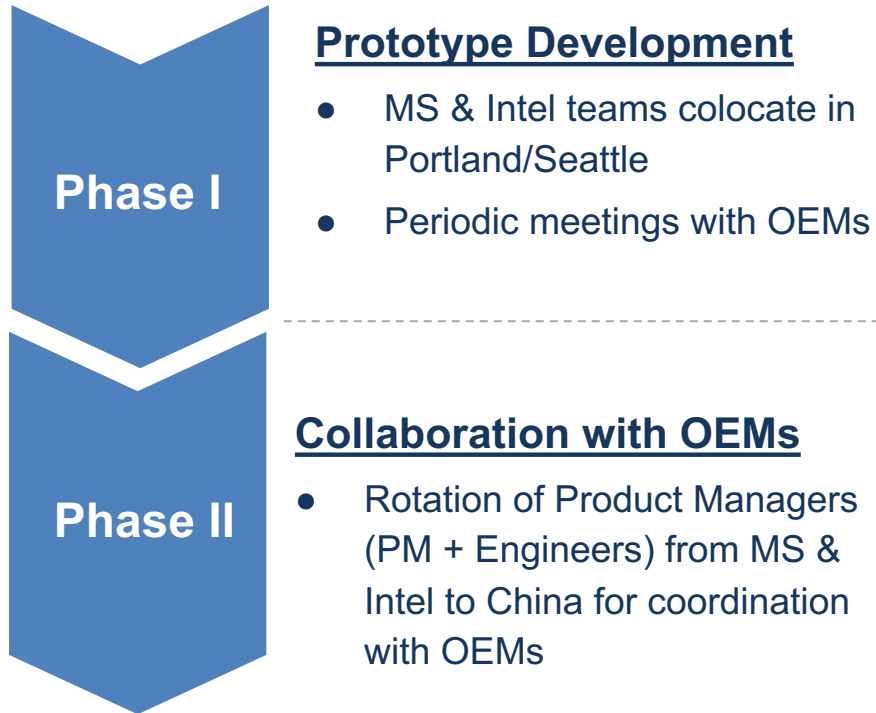 Phase I
Prototype Development
● MS & Intel teams colocate in
Portland/Seattle
● Periodic meetings with OEMs
Phase II
Collaboration with OEMs
● Rotation of Product Managers
(PM + Engineers) from MS &
Intel to China for coordination
with OEMs